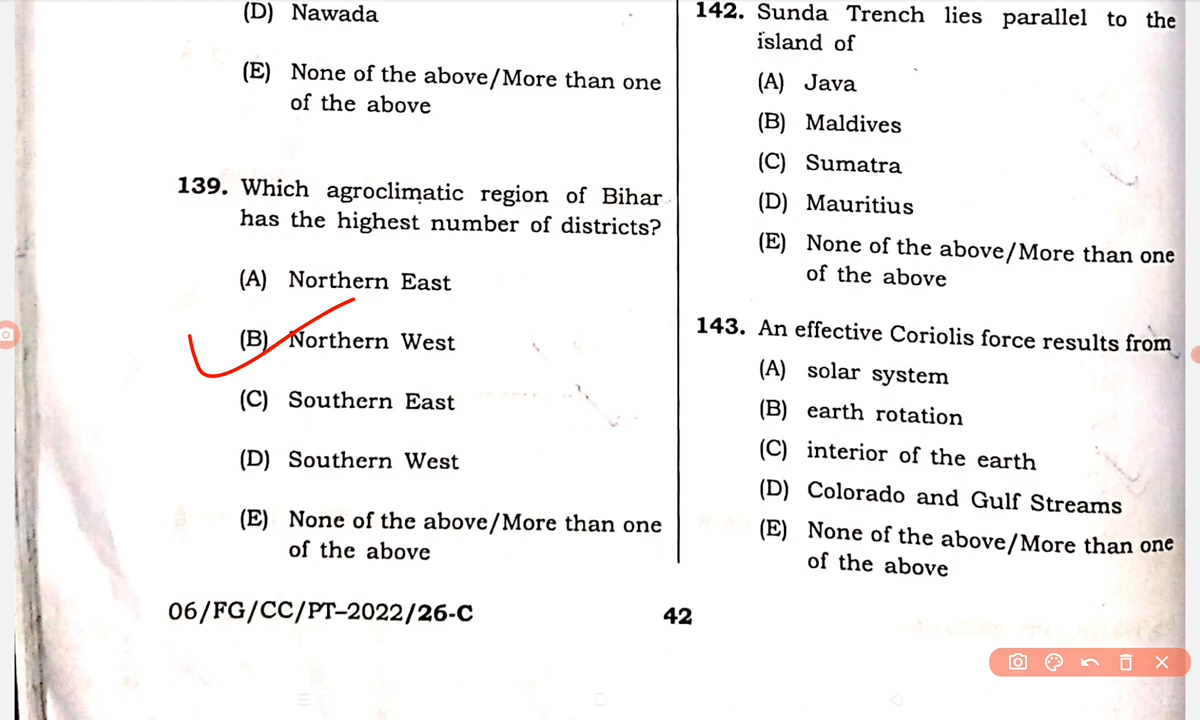 (D) Nawada
(E) None of the above/More than one
of the above
139. Which agroclimatic region of Bihar
has the highest number of districts?
(A) Northern East
(B) Northern West
(C) Southern East
(D) Southern West
(E) None of the above/More than one
of the above
06/FG/CC/PT–2022/26-C
142. Sunda Trench lies parallel to the
island of
(A) Java
(B) Maldives
(C) Sumatra
(D) Mauritius
(E) None of the above/More than one
of the above
143. An effective Coriolis force results from
(A) solar system
(B) earth rotation
(C) interior of the earth
(D) Colorado and Gulf Streams
(E) None of the above/More than one
of the above
42